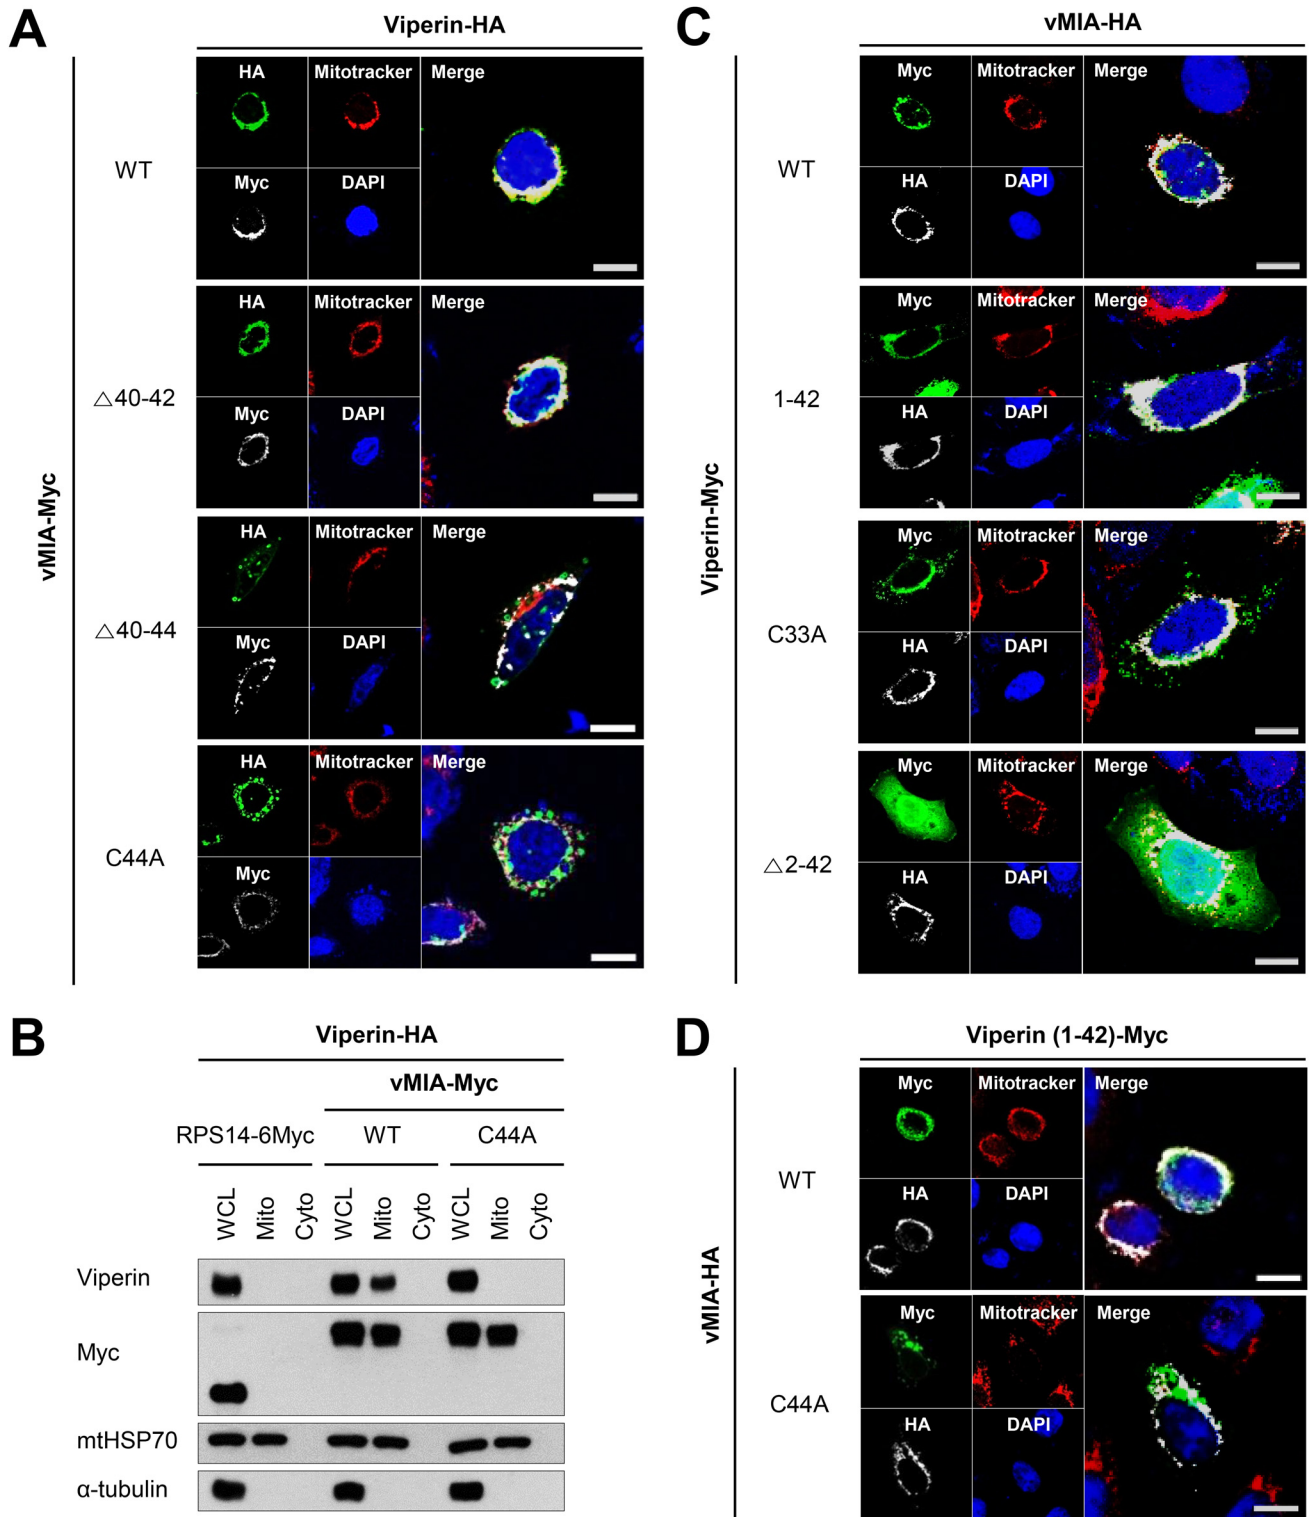 A
Viperin-HA
vMIA-Myc
WT
HA
Mitotracker
Merge
Myc
DAPI
△40-42
HA
Mitotracker
Merge
Myc
DAPI
△40-44
HA
Mitotracker
Merge
Myc
DAPI
C44A
HA
Mitotracker
Merge
Myc
DAPI
B
Viperin-HA
vMIA-Myc
RPS14-6Myc WT C44A
WCL Mito Cyto WCL Mito Cyto WCL Mito Cyto
Viperin
Myc
mtHSP70
α-tubulin
C
vMIA-HA
Viperin-Myc
WT
Myc
Mitotracker
Merge
HA
DAPI
1-42
Myc
Mitotracker
Merge
HA
DAPI
C33A
Myc
Mitotracker
Merge
HA
DAPI
△2-42
Myc
Mitotracker
Merge
HA
DAPI
D
Viperin (1-42)-Myc
vMIA-HA
WT
Myc
Mitotracker
Merge
HA
DAPI
C44A
Myc
Mitotracker
Merge
HA
DAPI